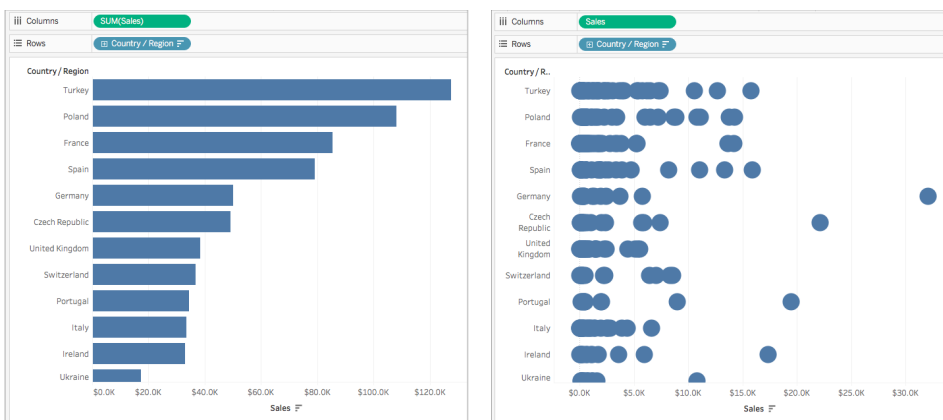 Columns
SUM(Sales)
Rows
Country / Region
Country / Region
Turkey
Poland
France
Spain
Germany
Czech Republic
United Kingdom
Switzerland
Portugal
Italy
Ireland
Ukraine
$0.0K $20.0K $40.0K $60.0K $80.0K $100.0K $120.0K
Sales
Columns
Sales
Rows
Country / Region
Country / R..
Turkey
Poland
France
Spain
Germany
Czech
Republic
United
Kingdom
Switzerland
Portugal
Italy
Ireland
Ukraine
$0.0K $5.0K $10.0K $15.0K $20.0K $25.0K $30.0K
Sales